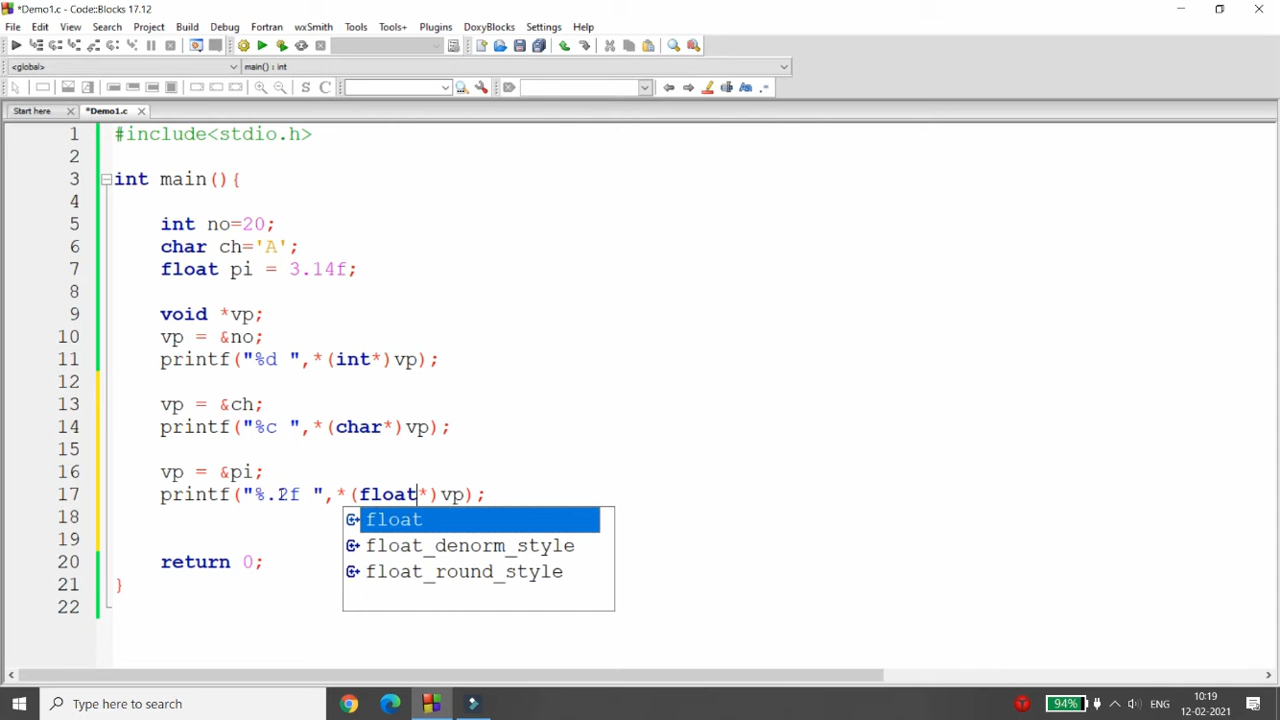 *Demo1.c - Code::Blocks 17.12
File Edit View Search Project Build Debug Fortran wxSmith Tools Tools+ Plugins DoxyBlocks Settings Help
<global> main() : int
S C
Start here *Demo1.c
1 #include<stdio.h>
2
3 int main(){
4
5 int no=20;
6 char ch='A';
7 float pi = 3.14f;
8
9 void *vp;
10 vp = &no;
11 printf("%d ",*(int*)vp);
12
13 vp = &ch;
14 printf("%c ",*(char*)vp);
15
16 vp = &pi;
17 printf("%.2f ",*(float*)vp);
18 float
19 float_denorm_style
20 return 0; float_round_style
21 }
22
Type here to search 94% ENG 10:19
12-02-2021